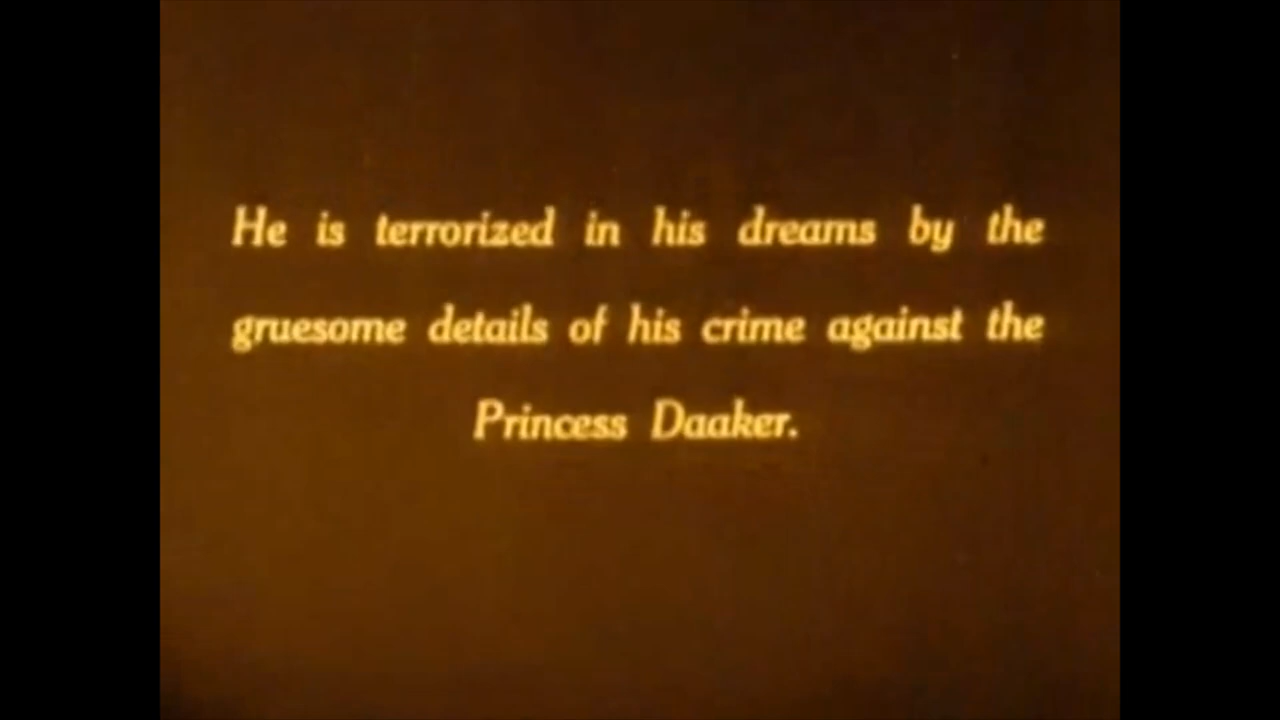 He is terrorized in his dreams by the
gruesome details of his crime against the
Princess Daaker.